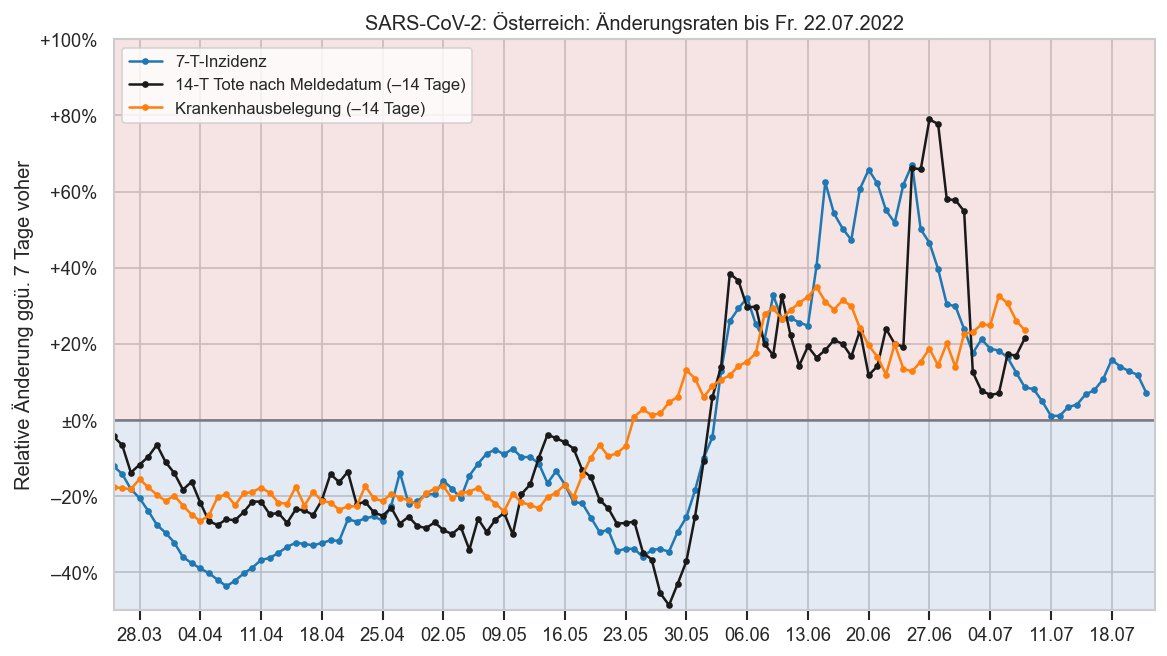 SARS-CoV-2: Österreich: Änderungsraten bis Fr. 22.07.2022
+100%
+80%
+60%
+40%
+20%
±0%
−20%
−40%
Relative Änderung ggü. 7 Tage voher
7-T-Inzidenz
14-T Tote nach Meldedatum (−14 Tage)
Krankenhausbelegung (−14 Tage)
28.03 04.04 11.04 18.04 25.04 02.05 09.05 16.05 23.05 30.05 06.06 13.06 20.06 27.06 04.07 11.07 18.07